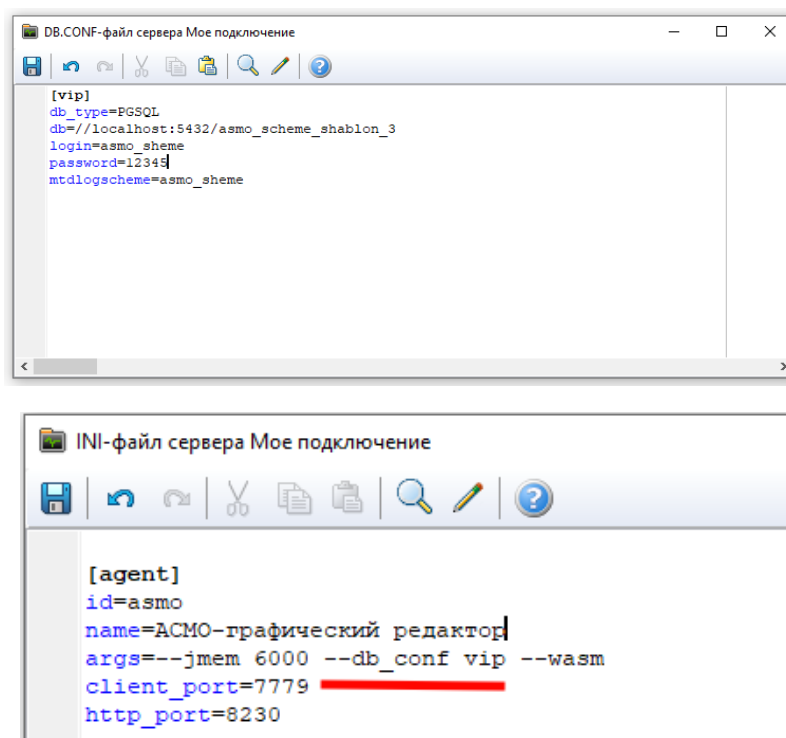 DB.CONF-файл сервера Мое подключение
[vip]
db_type=PGSQL
db=//localhost:5432/asmo_scheme_shablon_3
login=asmo_sheme
password=12345
mtdlogscheme=asmo_sheme
INI-файл сервера Мое подключение
[agent]
id=asmo
name=АСМО-графический редактор
args=--jmem 6000 --db_conf vip --wasm
client_port=7779
http_port=8230